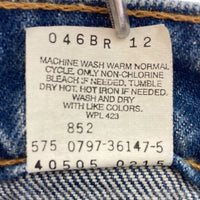 046BR 12
MACHINE WASH WARM NORMAL
CYCLE. ONLY NON-CHLORINE
BLEACH IF NEEDED. TUMBLE
DRY HOT. HOT IRON IF NEEDED.
WASH AND DRY
WITH LIKE COLORS.
WPL 423
852
575 0797-36147-5
40505 0215